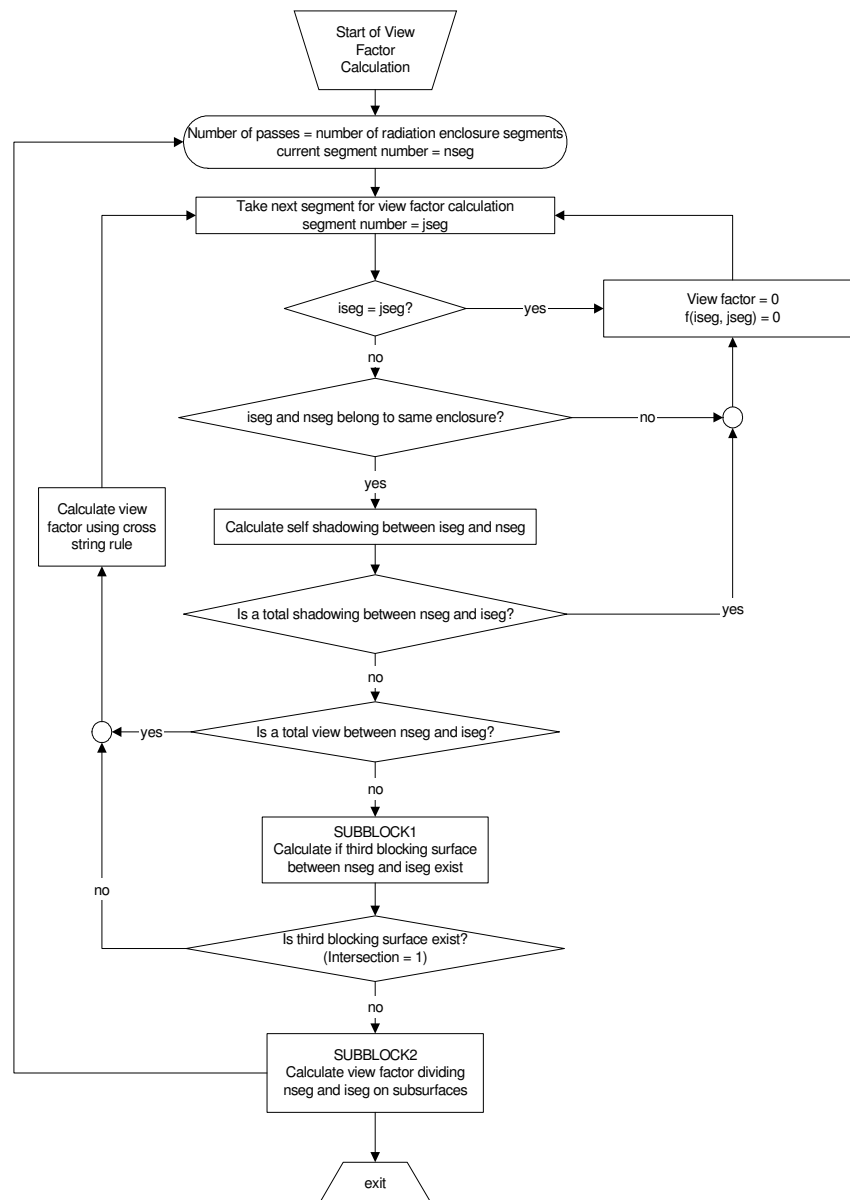 Start of View
Factor
Calculation
Number of passes = number of radiation enclosure segments
current segment number = nseg
Take next segment for view factor calculation
segment number = jseg
iseg = jseg?
yes
View factor = 0
f(iseg, jseg) = 0
no
iseg and nseg belong to same enclosure?
no
yes
Calculate view
factor using cross
string rule
Calculate self shadowing between iseg and nseg
Is a total shadowing between nseg and iseg?
yes
no
Is a total view between nseg and iseg?
yes
no
SUBBLOCK1
Calculate if third blocking surface
between nseg and iseg exist
no
Is third blocking surface exist?
(Intersection = 1)
no
SUBBLOCK2
Calculate view factor dividing
nseg and iseg on subsurfaces
exit